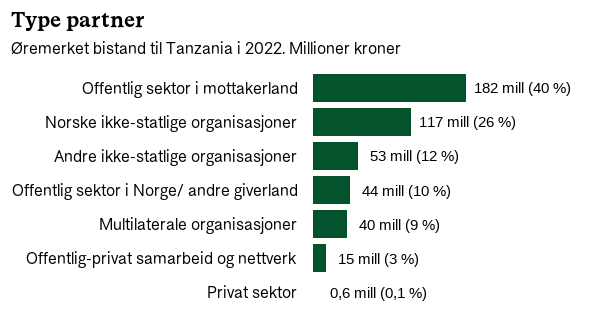 Type partner
Øremerket bistand til Tanzania i 2022. Millioner kroner
Offentlig sektor i mottakerland 182 mill (40 %)
Norske ikke-statlige organisasjoner 117 mill (26 %)
Andre ikke-statlige organisasjoner 53 mill (12 %)
Offentlig sektor i Norge/ andre giverland 44 mill (10 %)
Multilaterale organisasjoner 40 mill (9 %)
Offentlig-privat samarbeid og nettverk 15 mill (3 %)
Privat sektor 0,6 mill (0,1 %)